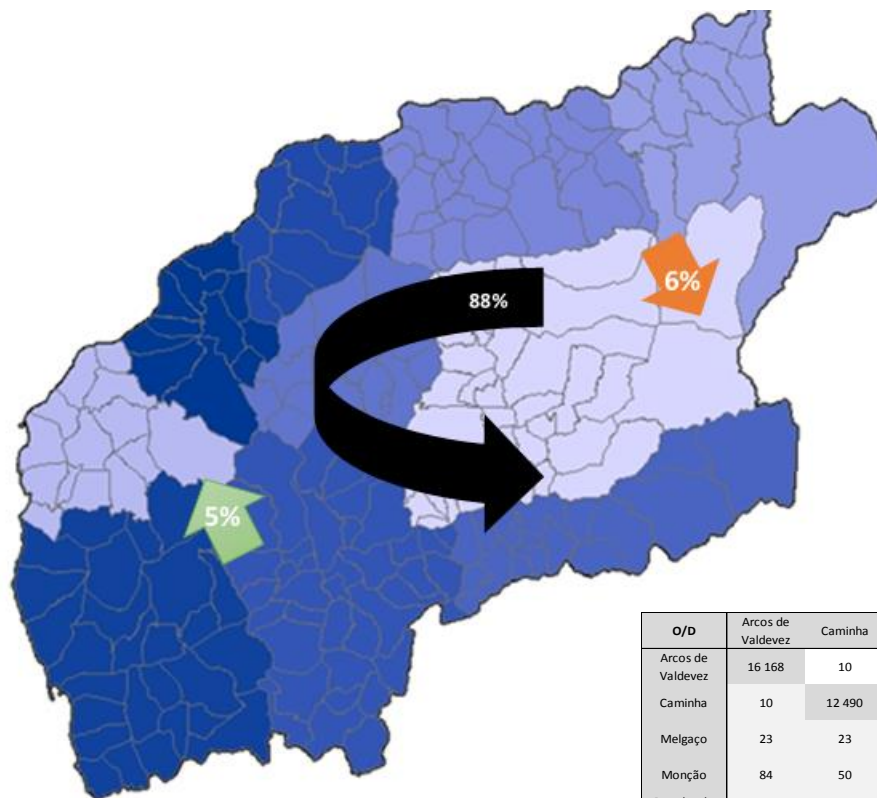 88%
6%
5%
O/D Arcos de Valdevez Caminha
Arcos de Valdevez 16 168 10
Caminha 10 12 490
Melgaço 23 23
Monção 84 50